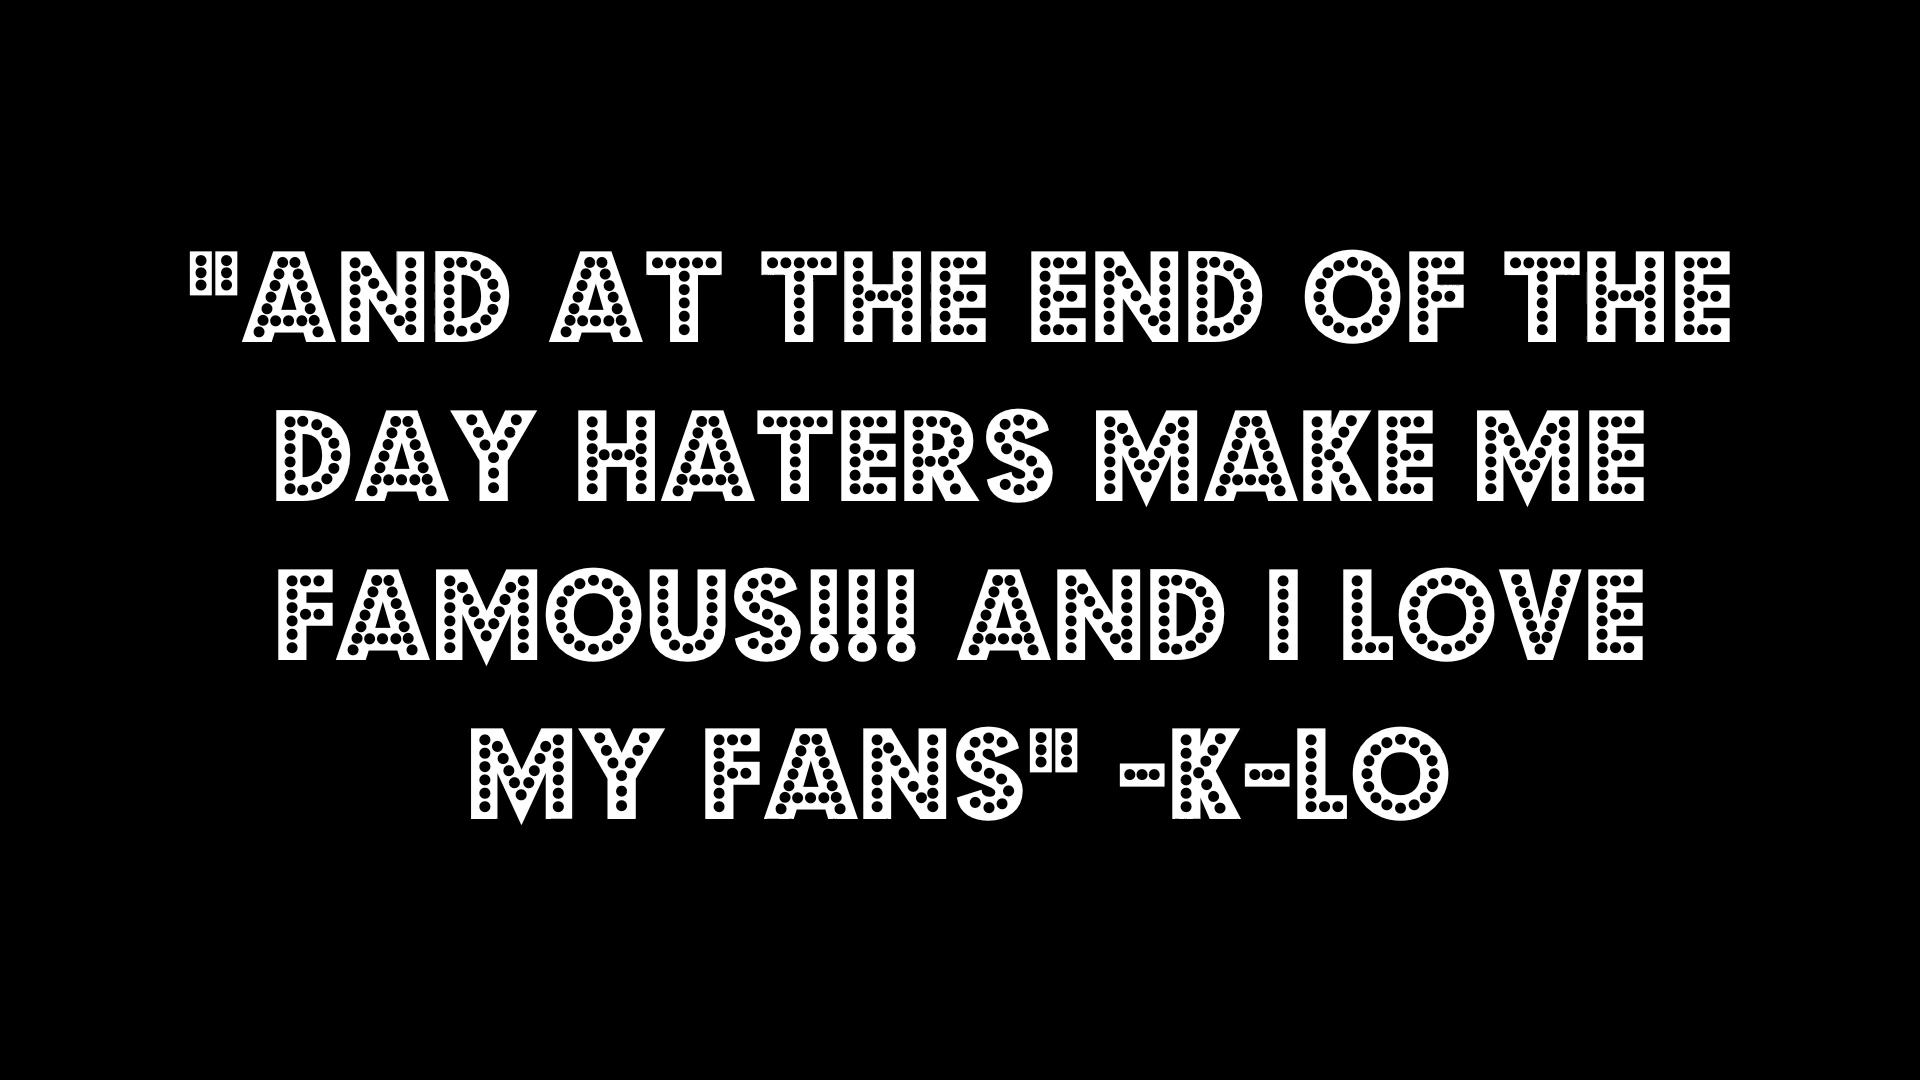 "AND AT THE END OF THE
DAY HATERS MAKE ME
FAMOUS!!! AND I LOVE
MY FANS" -K-LO